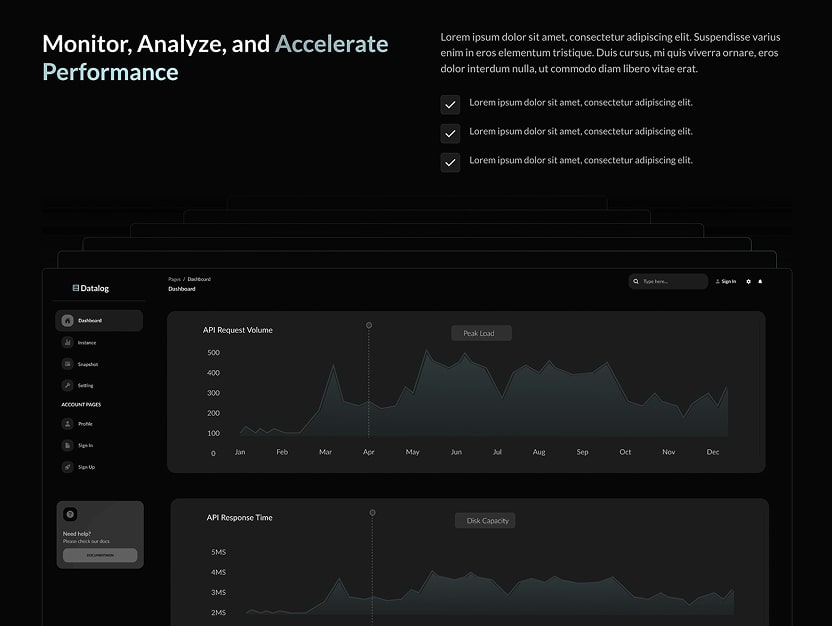 Monitor, Analyze, and Accelerate
Performance
Lorem ipsum dolor sit amet, consectetur adipiscing elit. Suspendisse varius
enim in eros elementum tristique. Duis cursus, mi quis viverra ornare, eros
dolor interdum nulla, ut commodo diam libero vitae erat.
Lorem ipsum dolor sit amet, consectetur adipiscing elit.
Lorem ipsum dolor sit amet, consectetur adipiscing elit.
Lorem ipsum dolor sit amet, consectetur adipiscing elit.
Datalog
Pages / Dashboard
Dashboard
Type here...
Sign In
Dashboard
Instance
Snapshot
Setting
ACCOUNT PAGES
Profile
Sign In
Sign Up
?
Need help?
Please check our docs
DOCUMENTATION
API Request Volume
Peak Load
500
400
300
200
100
0
Jan Feb Mar Apr May Jun Jul Aug Sep Oct Nov Dec
API Response Time
Disk Capacity
5MS
4MS
3MS
2MS